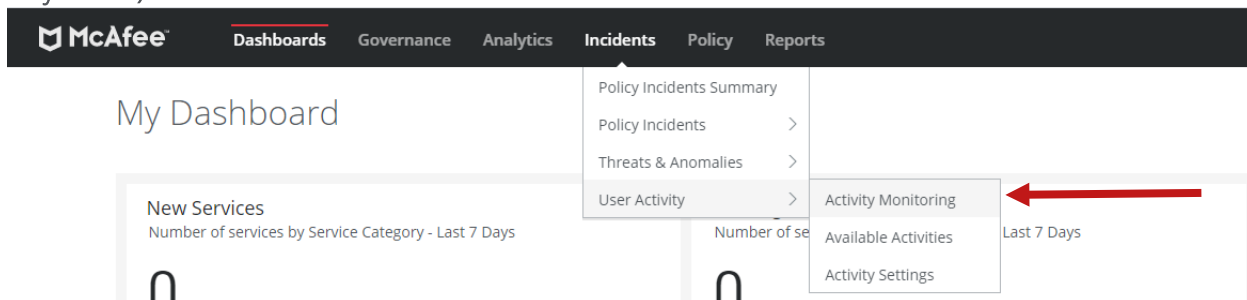 McAfee™ Dashboards Governance Analytics Incidents Policy Reports
My Dashboard
Policy Incidents Summary
Policy Incidents
Threats & Anomalies
User Activity
Activity Monitoring
Available Activities
Activity Settings
New Services
Number of services by Service Category - Last 7 Days
0
Number of se
Last 7 Days
0